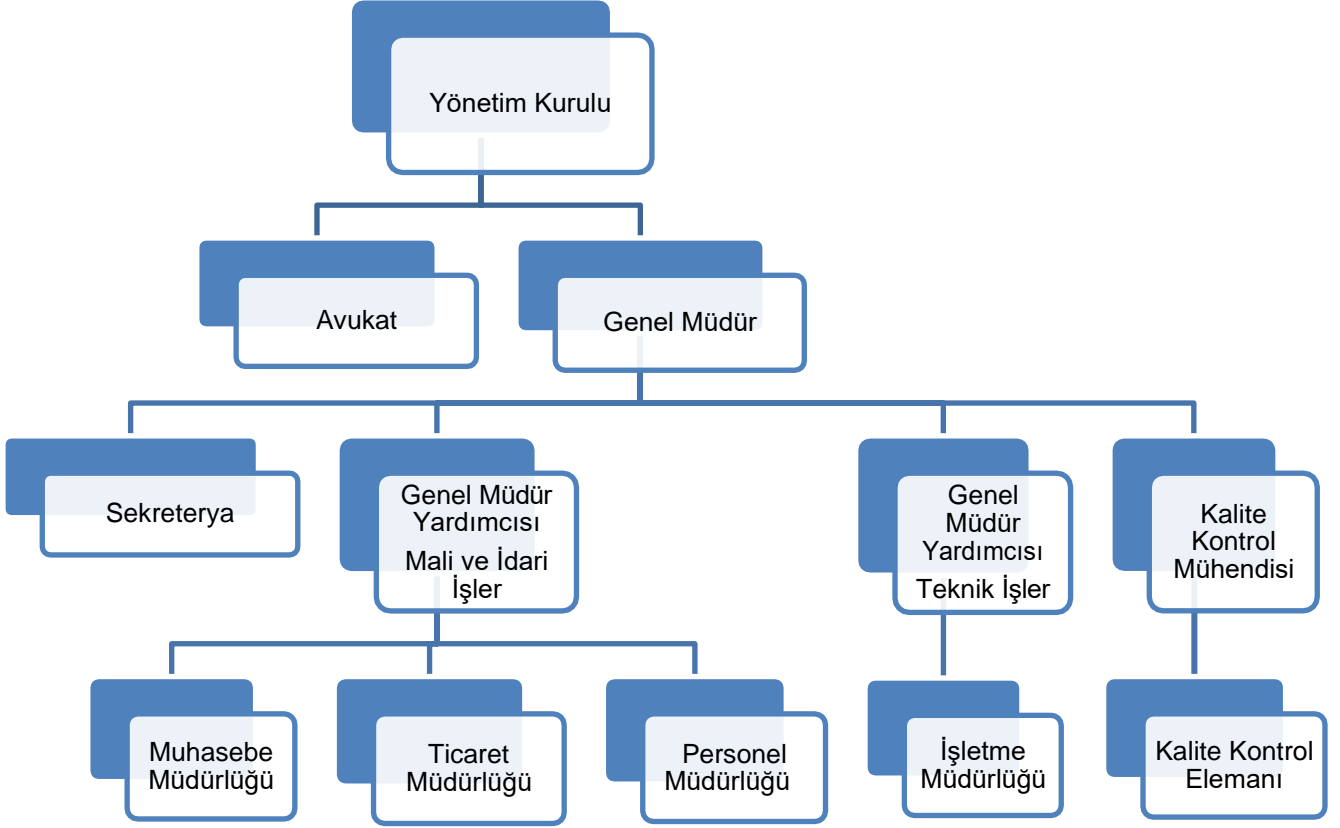 Yönetim Kurulu
Avukat
Genel Müdür
Sekreterya
Genel Müdür
Yardımcısı
Mali ve İdari
İşler
Genel
Müdür
Yardımcısı
Teknik İşler
Kalite
Kontrol
Mühendisi
Muhasebe
Müdürlüğü
Ticaret
Müdürlüğü
Personel
Müdürlüğü
İşletme
Müdürlüğü
Kalite Kontrol
Elemanı